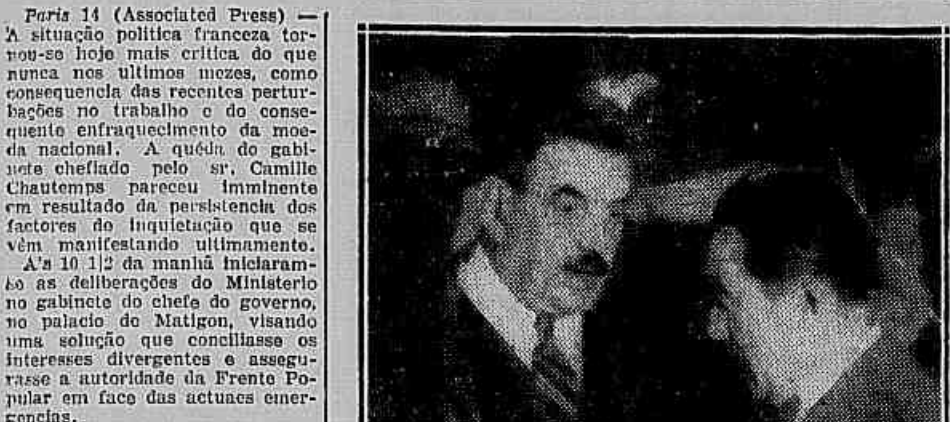 Paris 14 (Associated Press) —
A situação politica franceza tor-
nou-se hoje mais critica do que
nunca nos ultimos mezes, como
consequencia das recentes pertur-
bações no trabalho e do conse-
quente enfraquecimento da moe-
da nacional. A quéda do gabi-
nete chefiado pelo sr. Camille
Chautemps pareceu imminente
em resultado da persistencia dos
factores de inquietação que se
vêm manifestando ultimamente.
A's 10 1|2 da manhã iniciaram-
se as deliberações do Ministerio
no gabinete do chefe do governo,
no palacio de Matigon, visando
uma solução que conciliasse os
interesses divergentes e assegu-
rasse a autoridade da Frente Po-
pular em face das actuaes emer-
gencias.